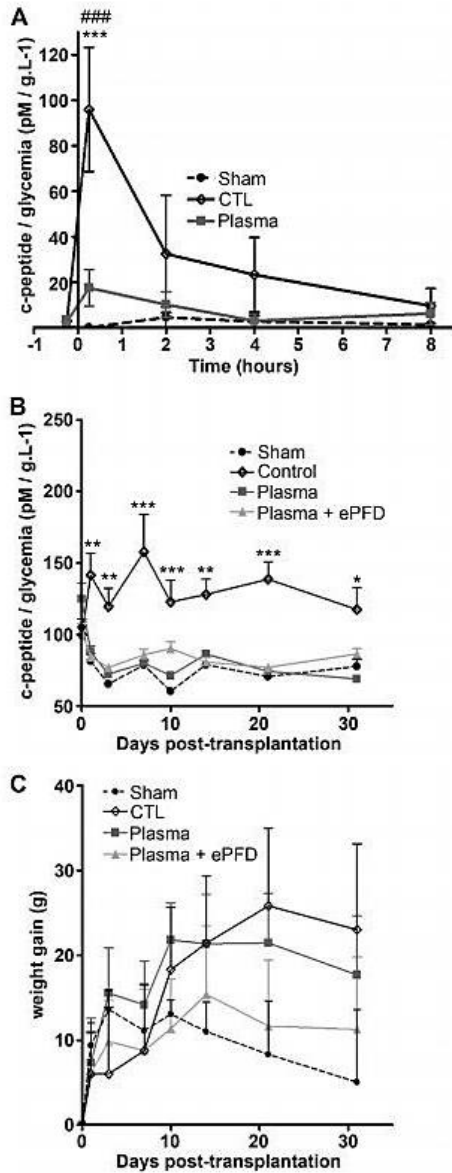 A
###
***
c-peptide / glycemia (pM / g.L-1)
120
100
80
60
40
20
Sham
CTL
Plasma
-1 0 1 2 3 4 5 6 7 8
Time (hours)
B
c-peptide / glycemia (pM / g.L-1)
250
200
150
100
50
Sham
Control
Plasma
Plasma + ePFD
** ** *** *** ** *** *
0 10 20 30
Days post-transplantation
C
weight gain (g)
40
30
20
10
0
Sham
CTL
Plasma
Plasma + ePFD
0 10 20 30
Days post-transplantation